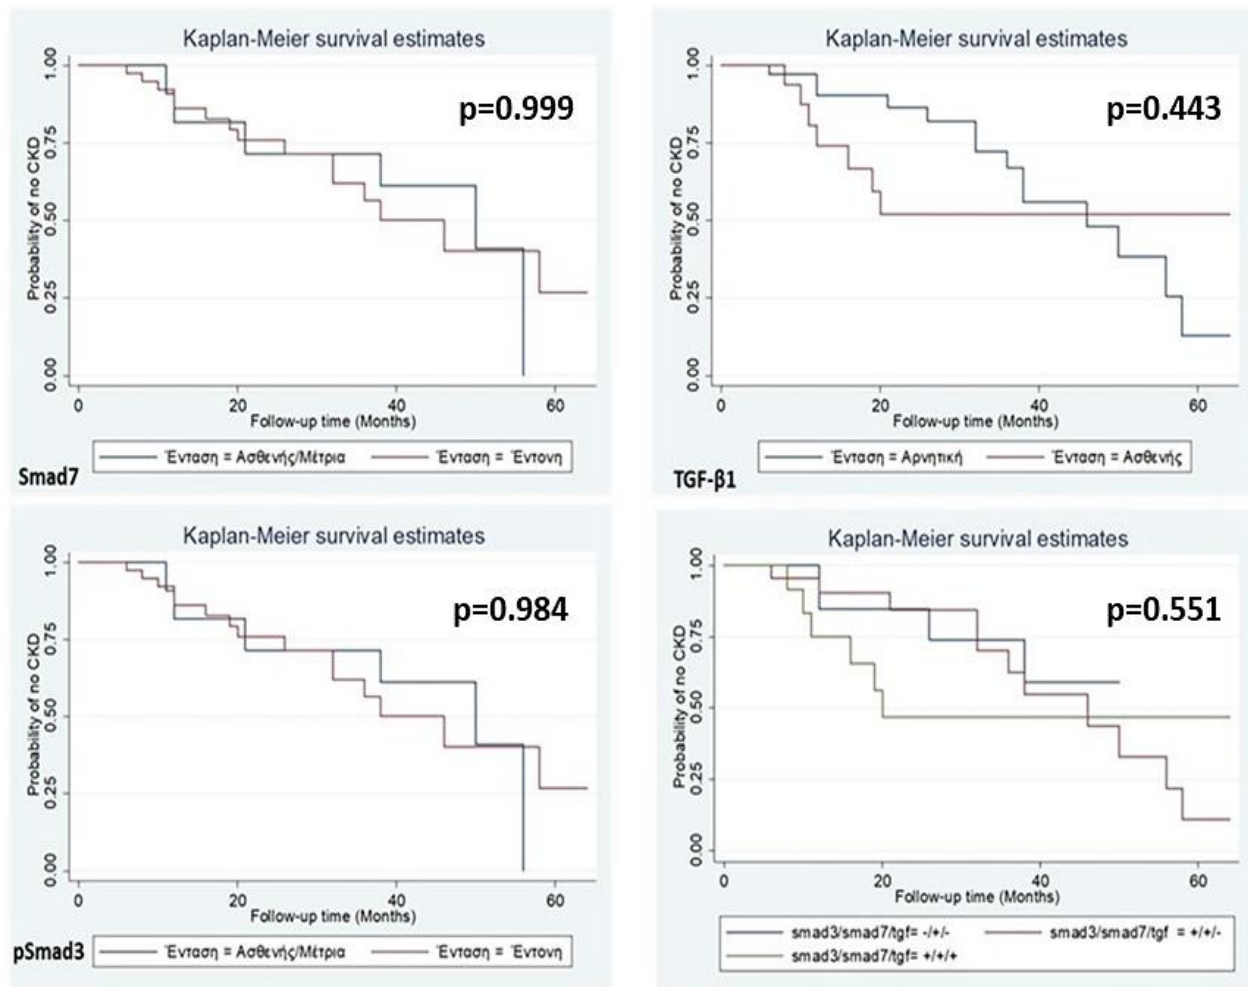 Kaplan-Meier survival estimates
p=0.999
Probability of no CKD
1.00
0.75
0.50
0.25
0.00
0 20 40 60
Follow-up time (Months)
Ένταση = Ασθενής/Μέτρια Ένταση = Έντονη
Smad7
Kaplan-Meier survival estimates
p=0.443
Probability of no CKD
1.00
0.75
0.50
0.25
0.00
0 20 40 60
Follow-up time (Months)
Ένταση = Αρνητική Ένταση = Ασθενής
TGF-β1
Kaplan-Meier survival estimates
p=0.984
Probability of no CKD
1.00
0.75
0.50
0.25
0.00
0 20 40 60
Follow-up time (Months)
Ένταση = Ασθενής/Μέτρια Ένταση = Έντονη
pSmad3
Kaplan-Meier survival estimates
p=0.551
Probability of no CKD
1.00
0.75
0.50
0.25
0.00
0 20 40 60
Follow-up time (Months)
smad3/smad7/tgf= -/+/- smad3/smad7/tgf = +/+/-
smad3/smad7/tgf= +/+/+